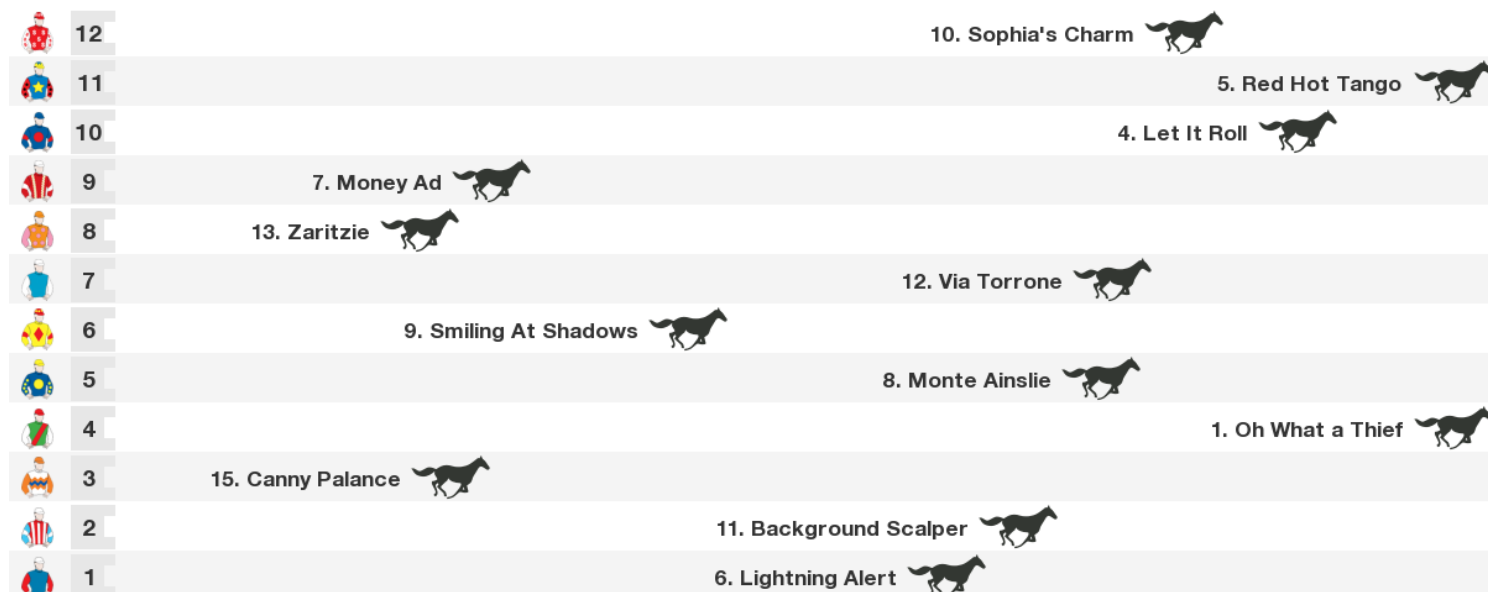 12 10. Sophia's Charm
11 5. Red Hot Tango
10 4. Let It Roll
9 7. Money Ad
8 13. Zaritzie
7 12. Via Torrone
6 9. Smiling At Shadows
5 8. Monte Ainslie
4 1. Oh What a Thief
3 15. Canny Palance
2 11. Background Scalper
1 6. Lightning Alert